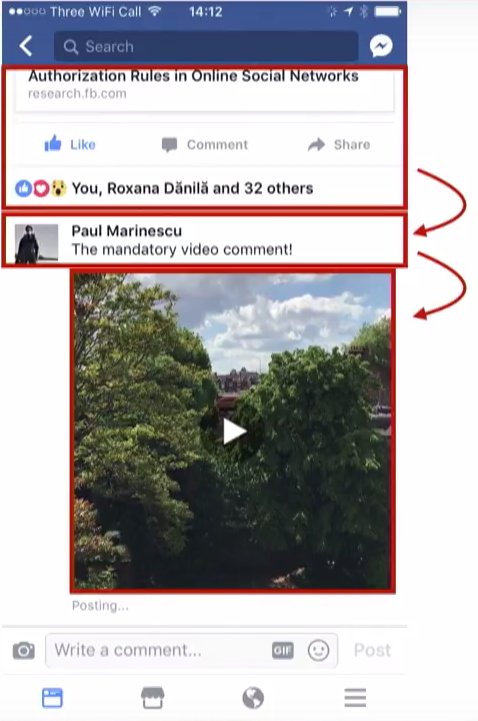 Three WiFi Call 14:12
Search
Authorization Rules in Online Social Networks
research.fb.com
Like Comment Share
You, Roxana Dănilă and 32 others
Paul Marinescu
The mandatory video comment!
Posting...
Write a comment... GIF Post